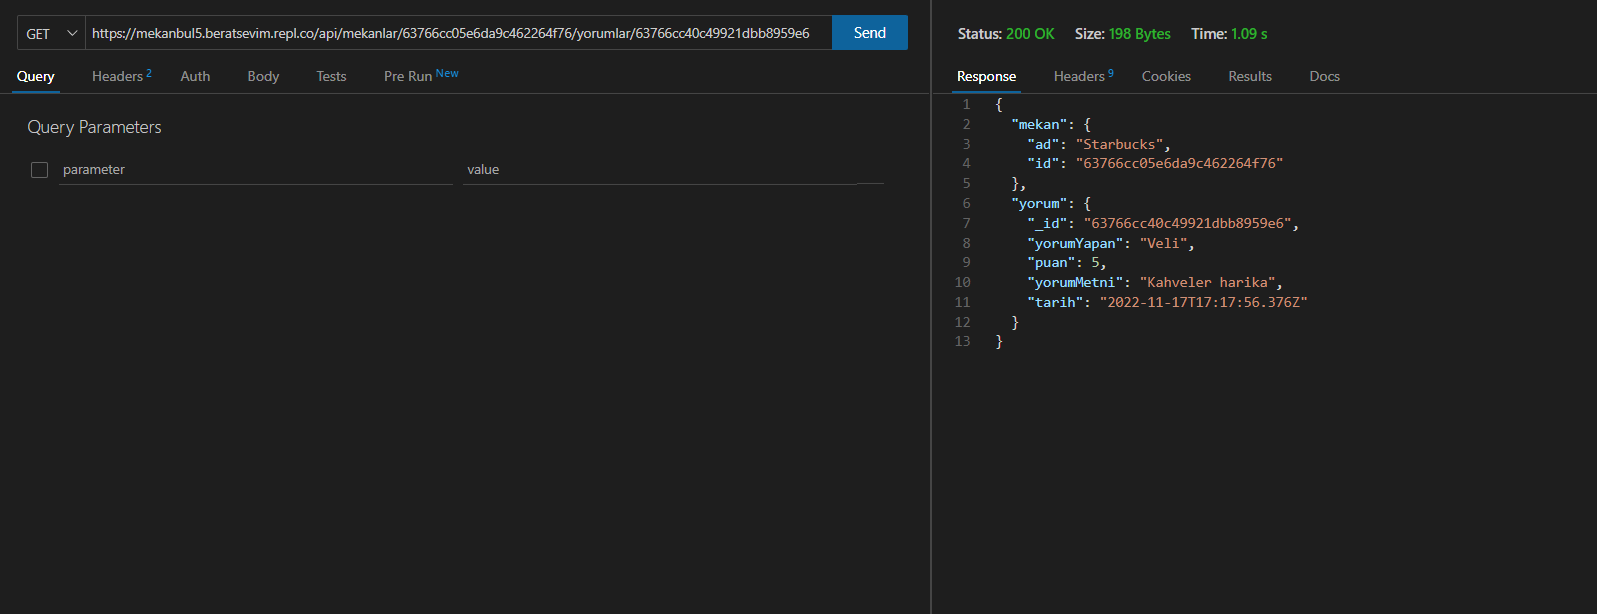 GET https://mekanbul5.beratsevim.repl.co/api/mekanlar/63766cc05e6da9c462264f76/yorumlar/63766cc40c49921dbb8959e6 Send
Query Headers 2 Auth Body Tests Pre Run New
Query Parameters
parameter value
Status: 200 OK Size: 198 Bytes Time: 1.09 s
Response Headers 9 Cookies Results Docs
1 {
2 "mekan": {
3 "ad": "Starbucks",
4 "id": "63766cc05e6da9c462264f76"
5 },
6 "yorum": {
7 "_id": "63766cc40c49921dbb8959e6",
8 "yorumYapan": "Veli",
9 "puan": 5,
10 "yorumMetni": "Kahveler harika",
11 "tarih": "2022-11-17T17:17:56.376Z"
12 }
13 }